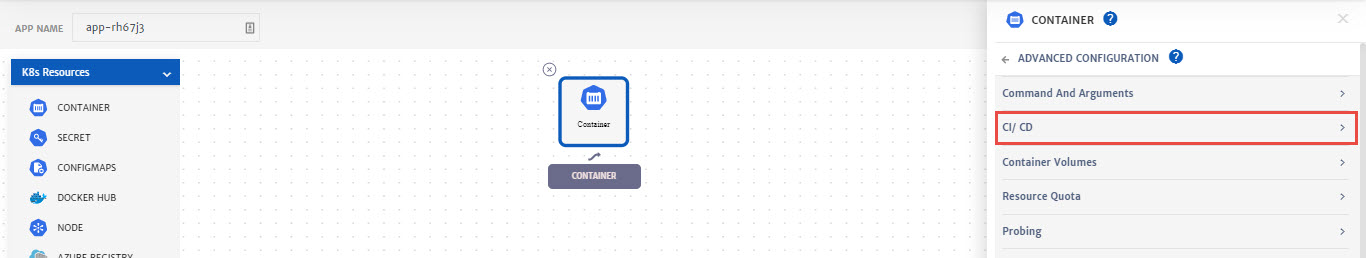 APP NAME
app-rh67j3
K8s Resources
CONTAINER
SECRET
CONFIGMAPS
DOCKER HUB
NODE
AZURE REGISTRY
Container
CONTAINER
CONTAINER ?
ADVANCED CONFIGURATION ?
Command And Arguments
CI/ CD
Container Volumes
Resource Quota
Probing